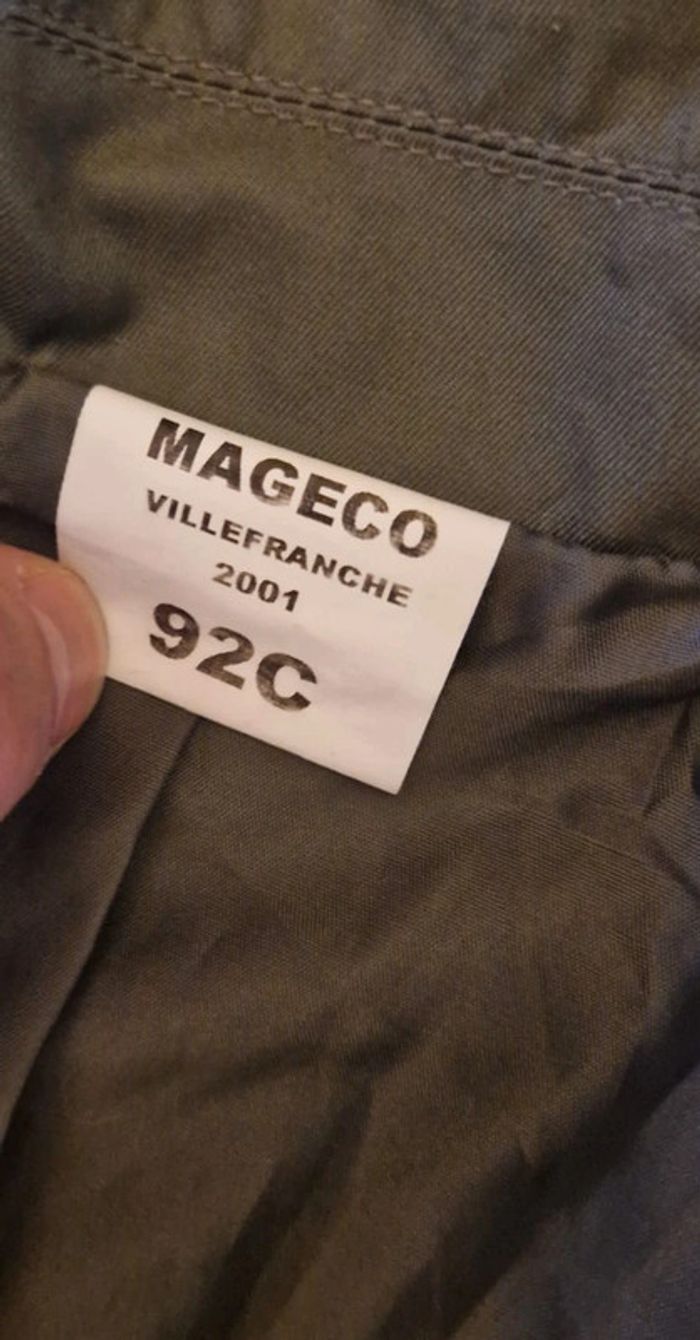 MAGECO
VILLEFRANCHE
2001
92C